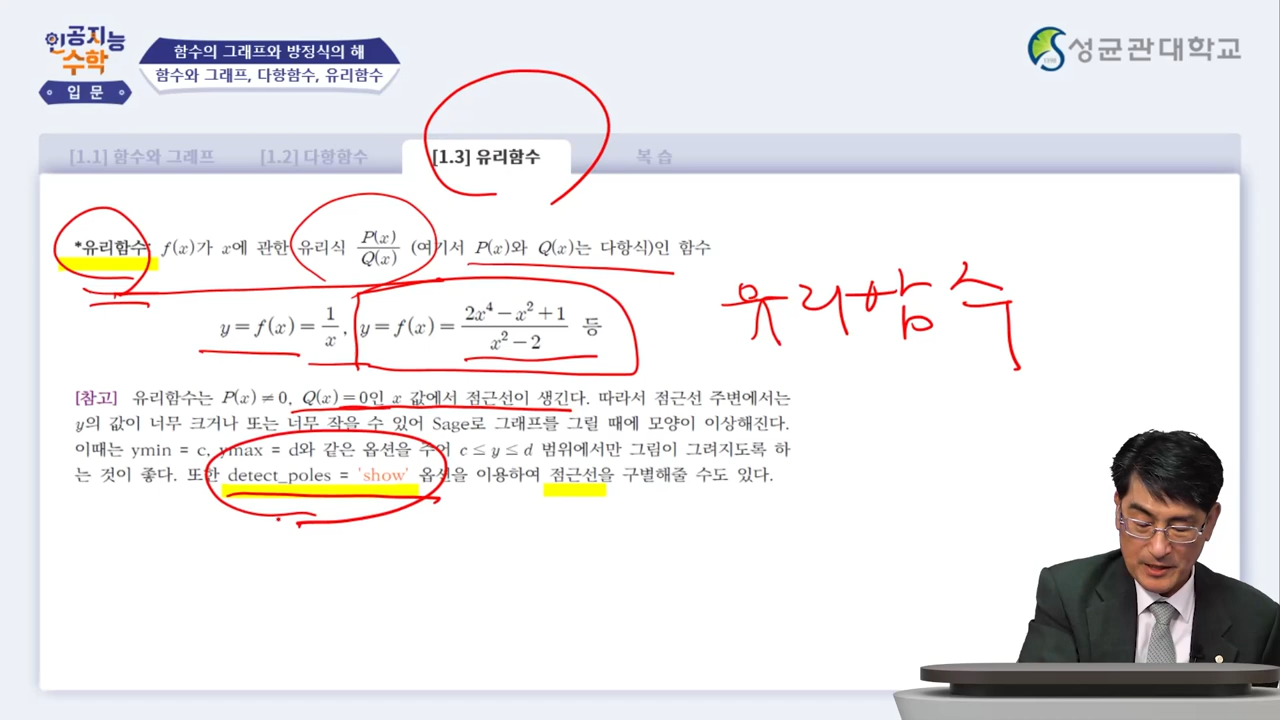 인공지능
수학
입문
함수의 그래프와 방정식의 해
함수와 그래프, 다항함수, 유리함수
성균관대학교
[1.1] 함수와 그래프
[1.2] 다항함수
[1.3] 유리함수
복습
*유리함수: f(x)가 x에 관한 유리식 P(x)/Q(x) (여기서 P(x)와 Q(x)는 다항식)인 함수
y=f(x)=1/x, y=f(x)=(2x⁴-x²+1)/(x²-2) 등
유리함수
[참고] 유리함수는 P(x)≠0, Q(x)=0인 x 값에서 점근선이 생긴다. 따라서 점근선 주변에서는
y의 값이 너무 크거나 또는 너무 작을 수 있어 Sage로 그래프를 그릴 때에 모양이 이상해진다.
이때는 ymin = c, ymax = d와 같은 옵션을 주어 c≤y≤d 범위에서만 그림이 그려지도록 하
는 것이 좋다. 또한 detect_poles = 'show' 옵션을 이용하여 점근선을 구별해줄 수도 있다.